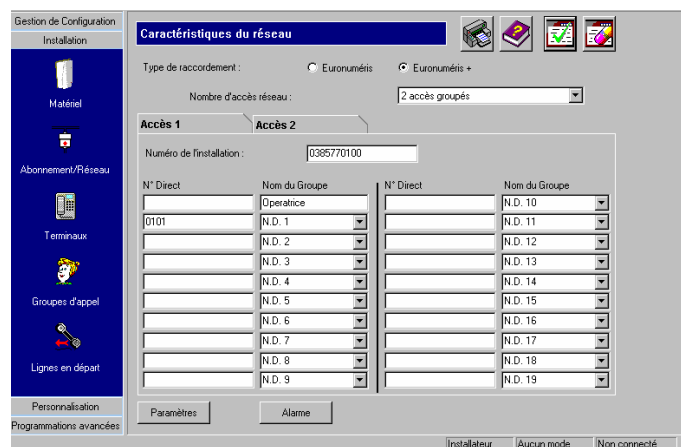 Gestion de Configuration
Installation
Matériel
Abonnement/Réseau
Terminaux
Groupes d'appel
Lignes en départ
Personnalisation
Programmations avancées
Caractéristiques du réseau
Type de raccordement : Euronuméris Euronuméris +
Nombre d'accès réseau : 2 accès groupés
Accès 1 Accès 2
Numéro de l'installation : 0385770100
N° Direct Nom du Groupe N° Direct Nom du Groupe
Operatrice N.D. 10
0101 N.D. 1 N.D. 11
N.D. 2 N.D. 12
N.D. 3 N.D. 13
N.D. 4 N.D. 14
N.D. 5 N.D. 15
N.D. 6 N.D. 16
N.D. 7 N.D. 17
N.D. 8 N.D. 18
N.D. 9 N.D. 19
Paramètres Alarme
Installateur Aucun mode Non connecté